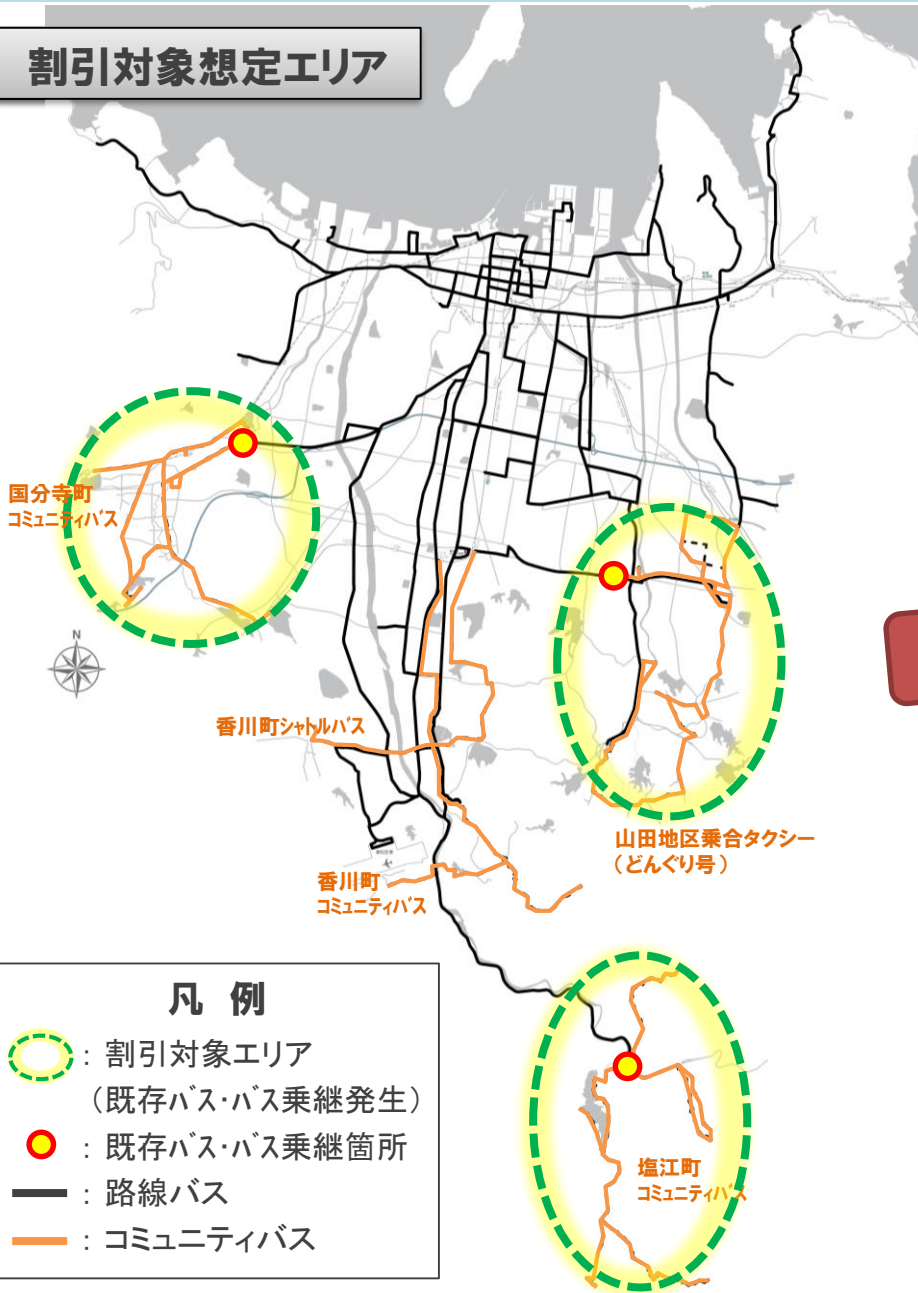 割引対象想定エリア
国分寺町
コミュニティバス
N
香川町シャトルバス
山田地区乗合タクシー
(どんぐり号)
香川町
コミュニティバス
塩江町
コミュニティバス
凡 例
: 割引対象エリア
(既存バス・バス乗継発生)
: 既存バス・バス乗継箇所
: 路線バス
: コミュニティバス